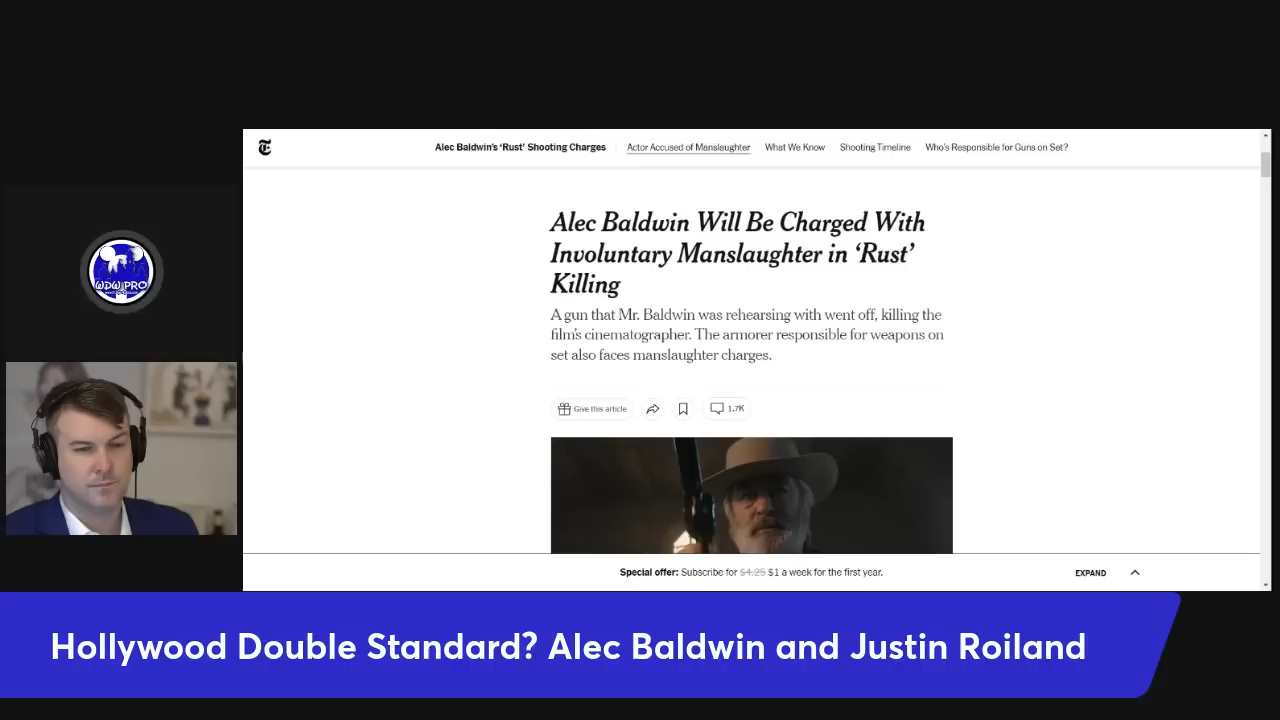 Alec Baldwin's 'Rust' Shooting Charges
Actor Accused of Manslaughter
What We Know
Shooting Timeline
Who's Responsible for Guns on Set?
Alec Baldwin Will Be Charged With
Involuntary Manslaughter in ‘Rust’
Killing
A gun that Mr. Baldwin was rehearsing with went off, killing the
film's cinematographer. The armorer responsible for weapons on
set also faces manslaughter charges.
Give this article
1.7K
WDW PRO
Special offer: Subscribe for $4.25 $1 a week for the first year.
EXPAND
Hollywood Double Standard? Alec Baldwin and Justin Roiland